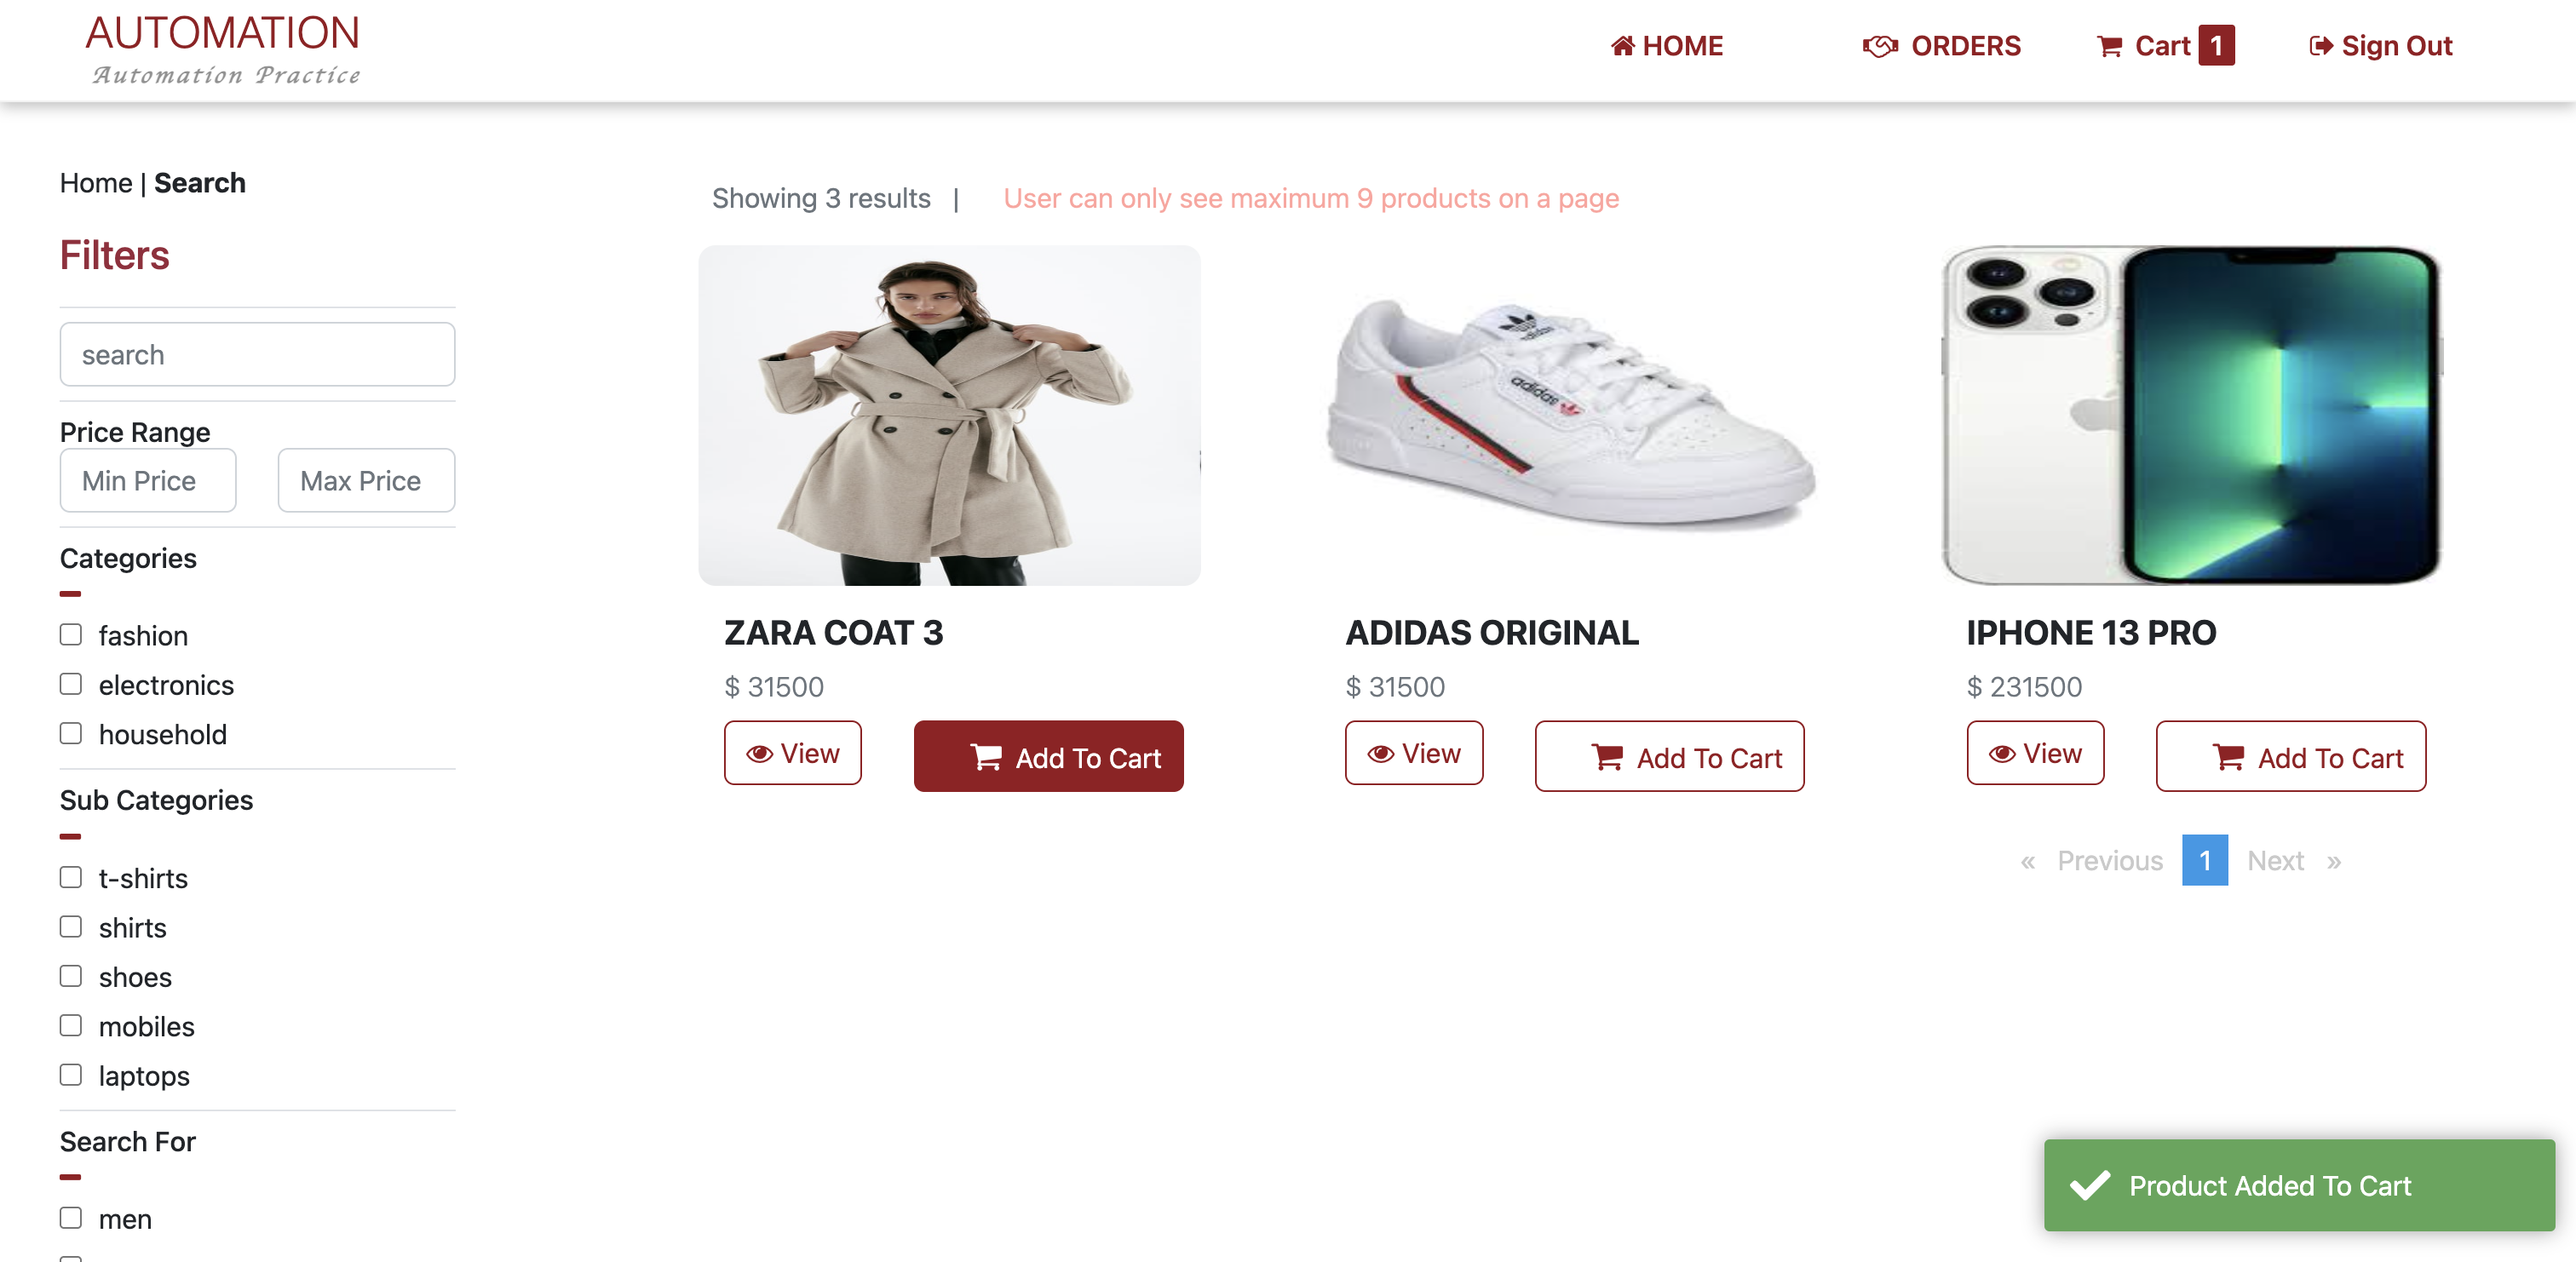 AUTOMATION
Automation Practice
HOME
ORDERS
Cart 1
Sign Out
Home | Search
Showing 3 results |
User can only see maximum 9 products on a page
Filters
search
Price Range
Min Price
Max Price
Categories
fashion
electronics
household
Sub Categories
t-shirts
shirts
shoes
mobiles
laptops
Search For
men
adidas
adidas
ZARA COAT 3
$ 31500
View
Add To Cart
ADIDAS ORIGINAL
$ 31500
View
Add To Cart
IPHONE 13 PRO
$ 231500
View
Add To Cart
« Previous 1 Next »
Product Added To Cart